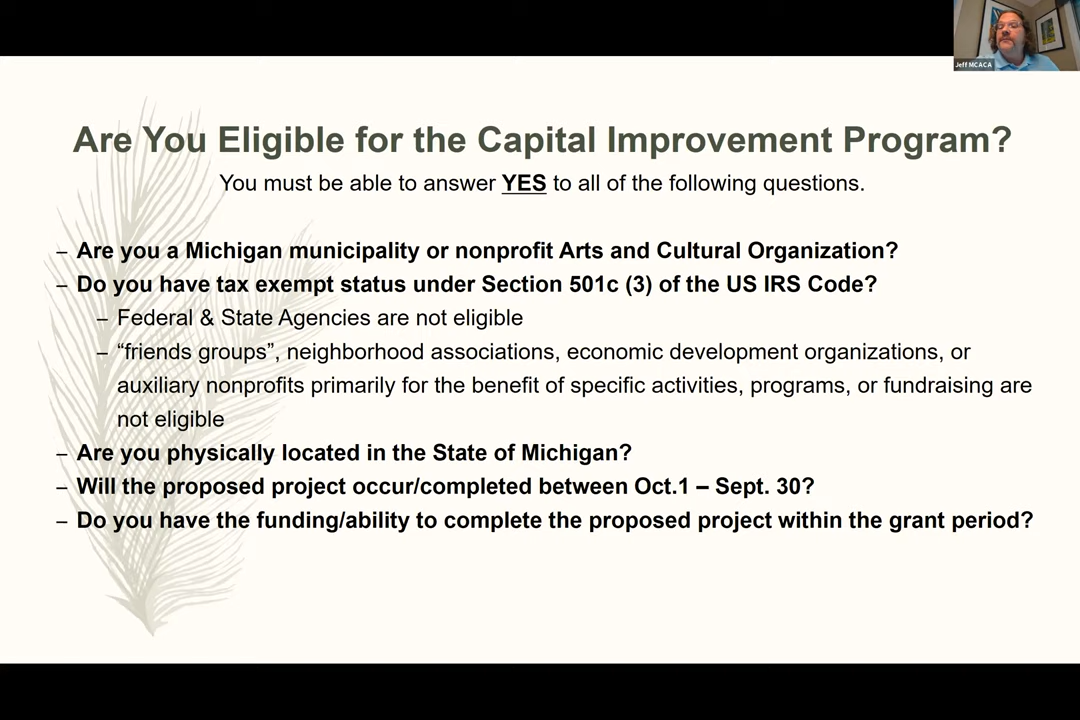 Jeff MCACA
Are You Eligible for the Capital Improvement Program?
You must be able to answer YES to all of the following questions.
– Are you a Michigan municipality or nonprofit Arts and Cultural Organization?
– Do you have tax exempt status under Section 501c (3) of the US IRS Code?
– Federal & State Agencies are not eligible
– “friends groups”, neighborhood associations, economic development organizations, or
auxiliary nonprofits primarily for the benefit of specific activities, programs, or fundraising are
not eligible
– Are you physically located in the State of Michigan?
– Will the proposed project occur/completed between Oct.1 – Sept. 30?
– Do you have the funding/ability to complete the proposed project within the grant period?